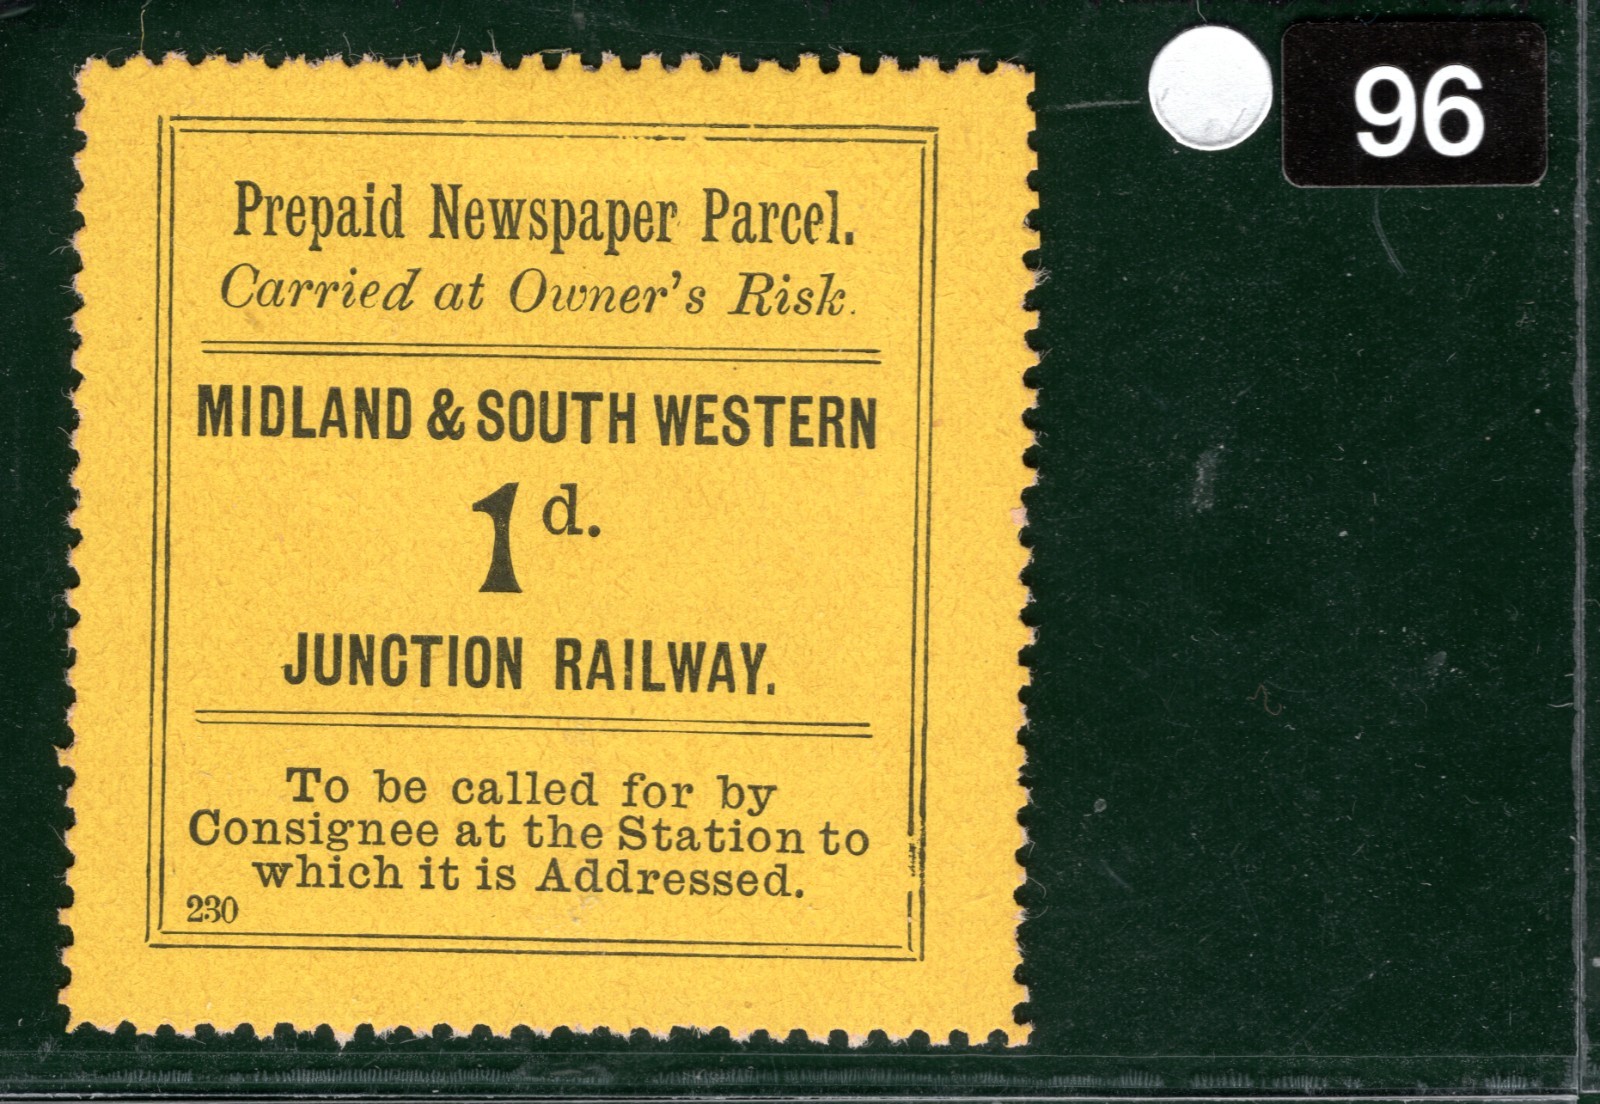 Prepaid Newspaper Parcel.
Carried at Owner's Risk.
MIDLAND & SOUTH WESTERN
1d.
JUNCTION RAILWAY.
To be called for by
Consignee at the Station to
which it is Addressed.
230
96